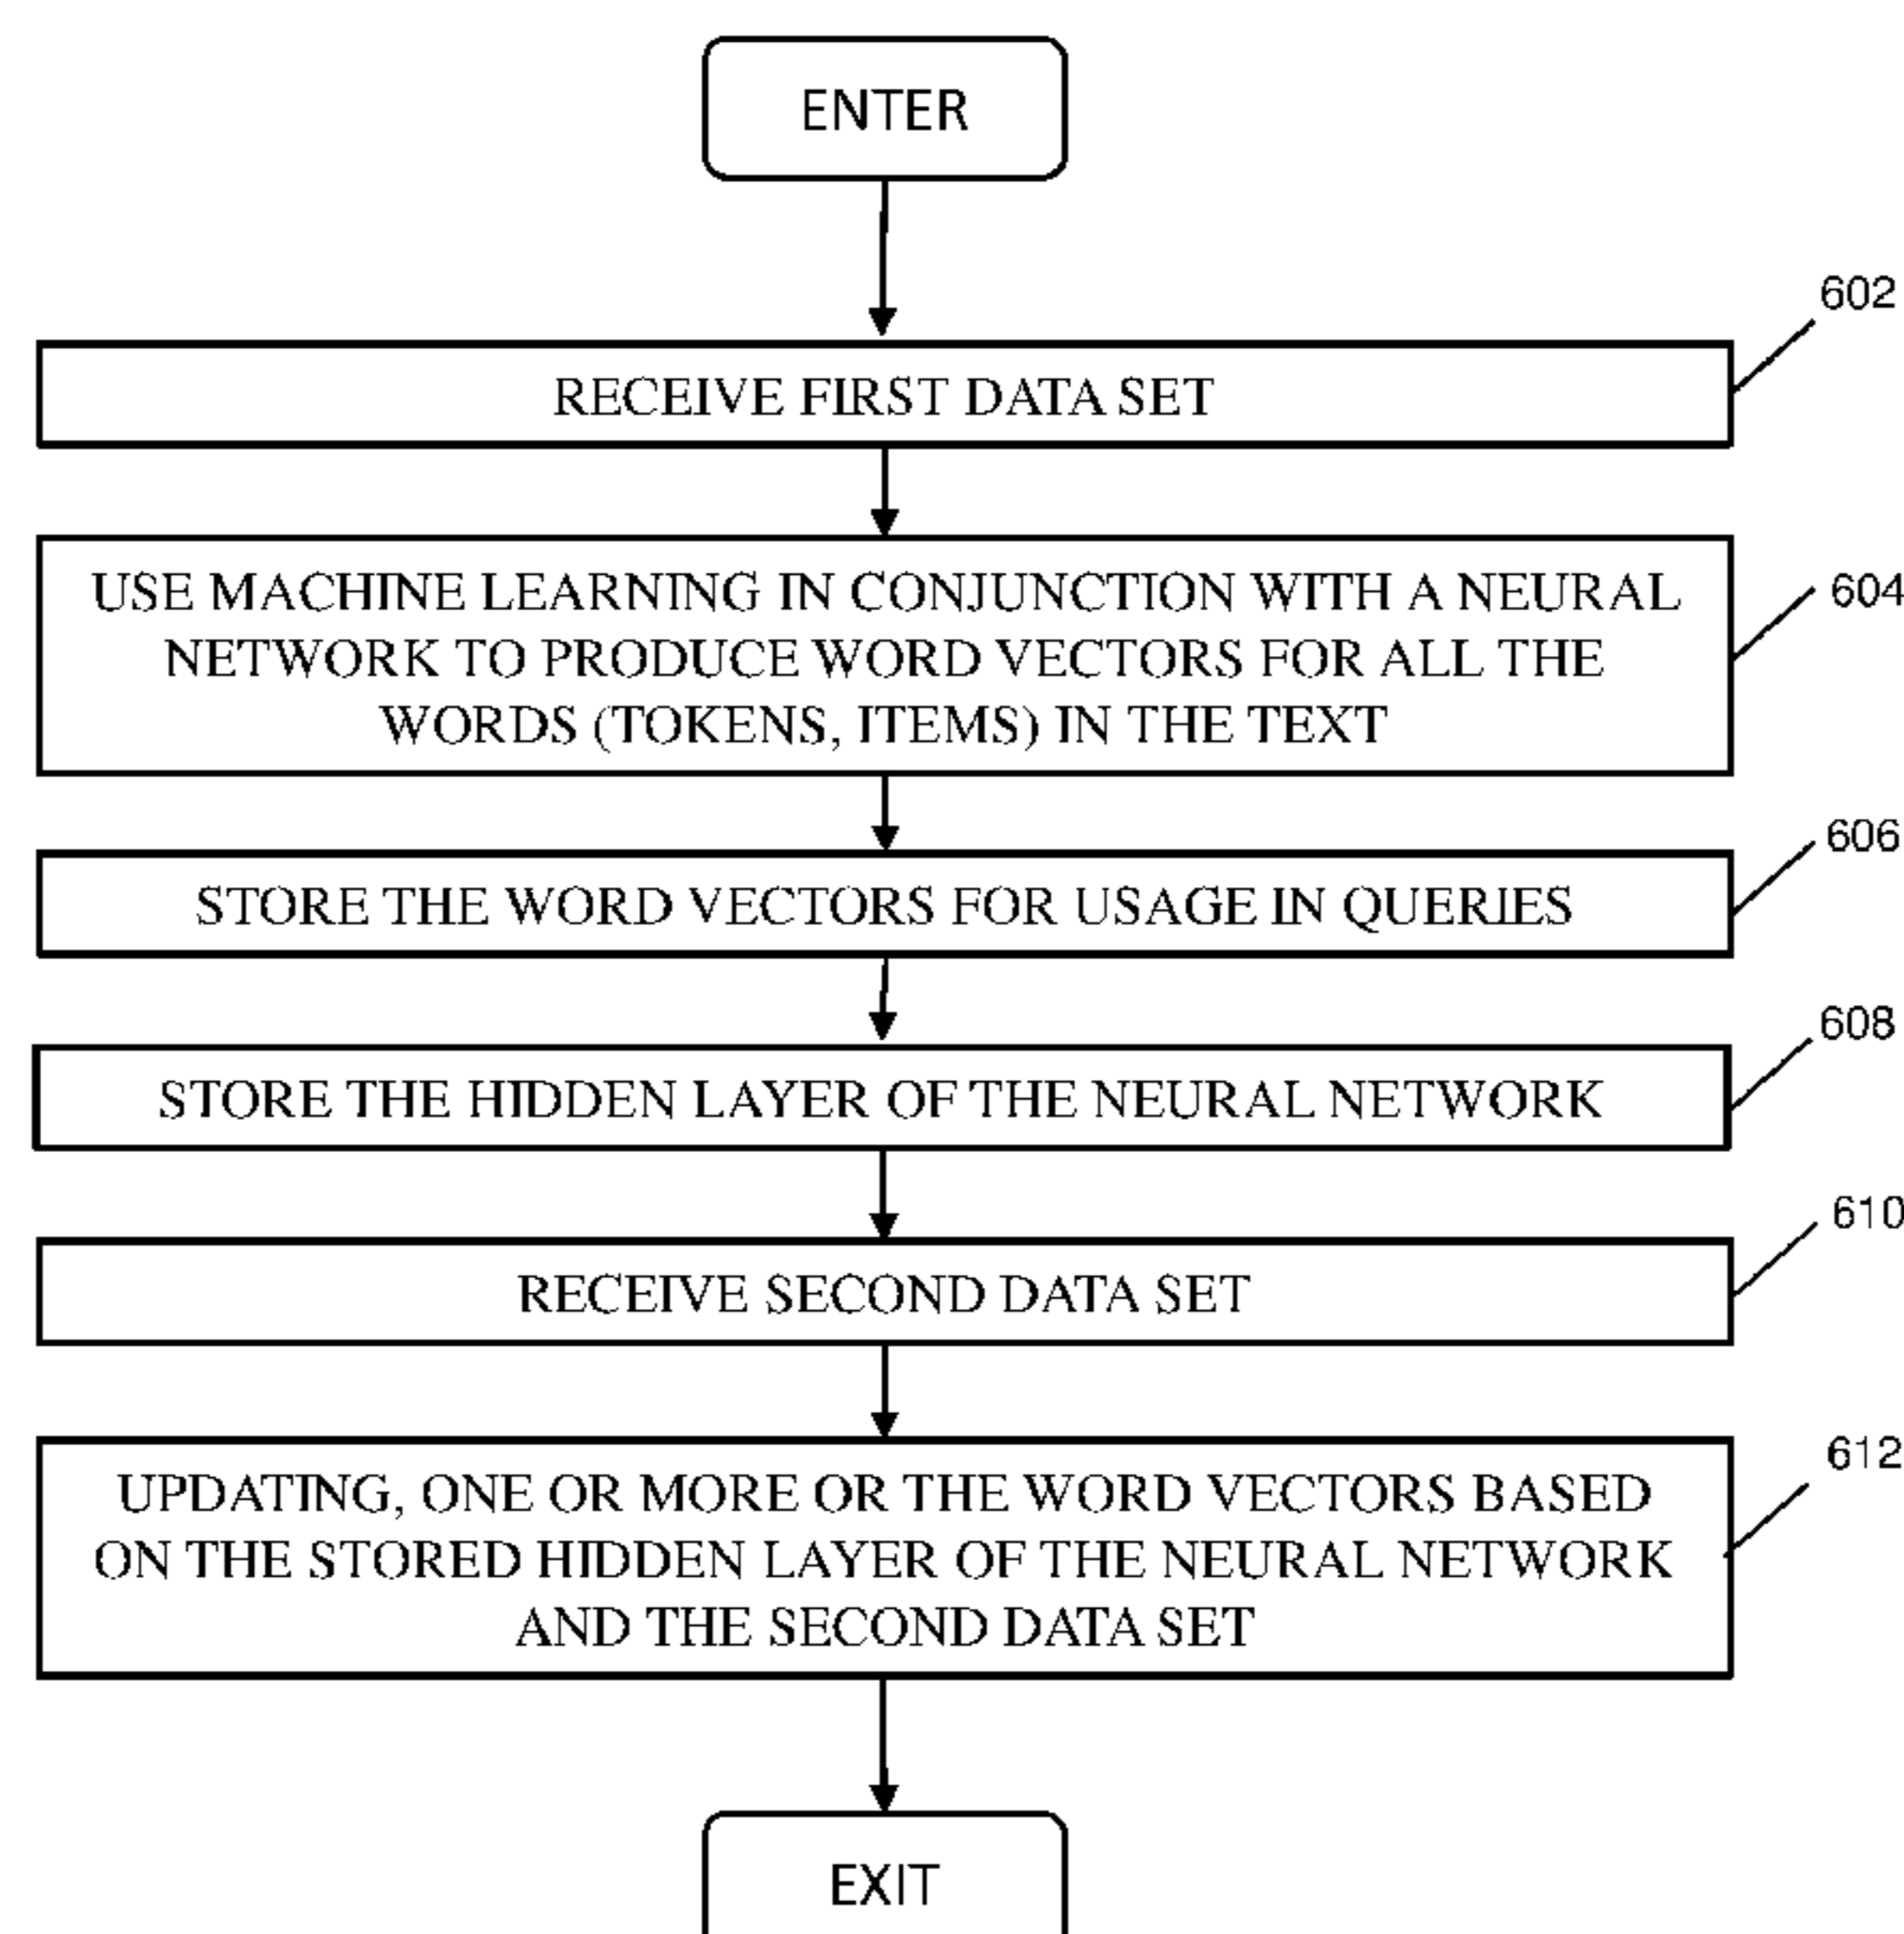 ENTER
602
RECEIVE FIRST DATA SET
USE MACHINE LEARNING IN CONJUNCTION WITH A NEURAL
NETWORK TO PRODUCE WORD VECTORS FOR ALL THE
WORDS (TOKENS, ITEMS) IN THE TEXT
604
606
STORE THE WORD VECTORS FOR USAGE IN QUERIES
608
STORE THE HIDDEN LAYER OF THE NEURAL NETWORK
610
RECEIVE SECOND DATA SET
612
UPDATING, ONE OR MORE OR THE WORD VECTORS BASED
ON THE STORED HIDDEN LAYER OF THE NEURAL NETWORK
AND THE SECOND DATA SET
EXIT